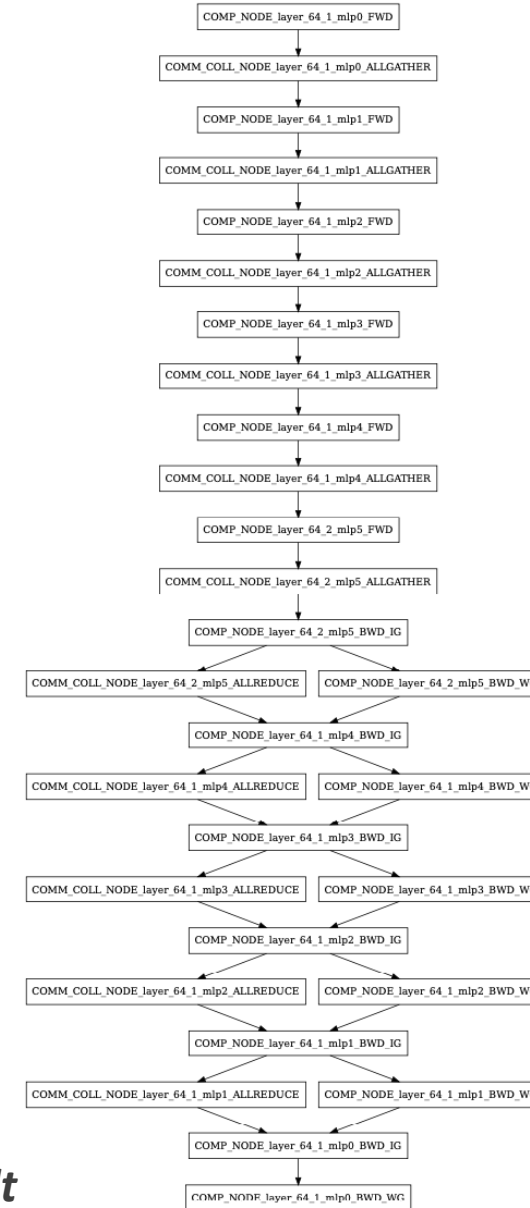 COMP_NODE_layer_64_1_mlp0_FWD
COMM_COLL_NODE_layer_64_1_mlp0_ALLGATHER
COMP_NODE_layer_64_1_mlp1_FWD
COMM_COLL_NODE_layer_64_1_mlp1_ALLGATHER
COMP_NODE_layer_64_1_mlp2_FWD
COMM_COLL_NODE_layer_64_1_mlp2_ALLGATHER
COMP_NODE_layer_64_1_mlp3_FWD
COMM_COLL_NODE_layer_64_1_mlp3_ALLGATHER
COMP_NODE_layer_64_1_mlp4_FWD
COMM_COLL_NODE_layer_64_1_mlp4_ALLGATHER
COMP_NODE_layer_64_2_mlp5_FWD
COMM_COLL_NODE_layer_64_2_mlp5_ALLGATHER
COMP_NODE_layer_64_2_mlp5_BWD_IG
COMM_COLL_NODE_layer_64_2_mlp5_ALLREDUCE
COMP_NODE_layer_64_2_mlp5_BWD_W
COMP_NODE_layer_64_1_mlp4_BWD_IG
COMM_COLL_NODE_layer_64_1_mlp4_ALLREDUCE
COMP_NODE_layer_64_1_mlp4_BWD_W
COMP_NODE_layer_64_1_mlp3_BWD_IG
COMM_COLL_NODE_layer_64_1_mlp3_ALLREDUCE
COMP_NODE_layer_64_1_mlp3_BWD_W
COMP_NODE_layer_64_1_mlp2_BWD_IG
COMM_COLL_NODE_layer_64_1_mlp2_ALLREDUCE
COMP_NODE_layer_64_1_mlp2_BWD_W
COMP_NODE_layer_64_1_mlp1_BWD_IG
COMM_COLL_NODE_layer_64_1_mlp1_ALLREDUCE
COMP_NODE_layer_64_1_mlp1_BWD_W
COMP_NODE_layer_64_1_mlp0_BWD_IG
COMP_NODE_layer_64_1_mlp0_BWD_WG